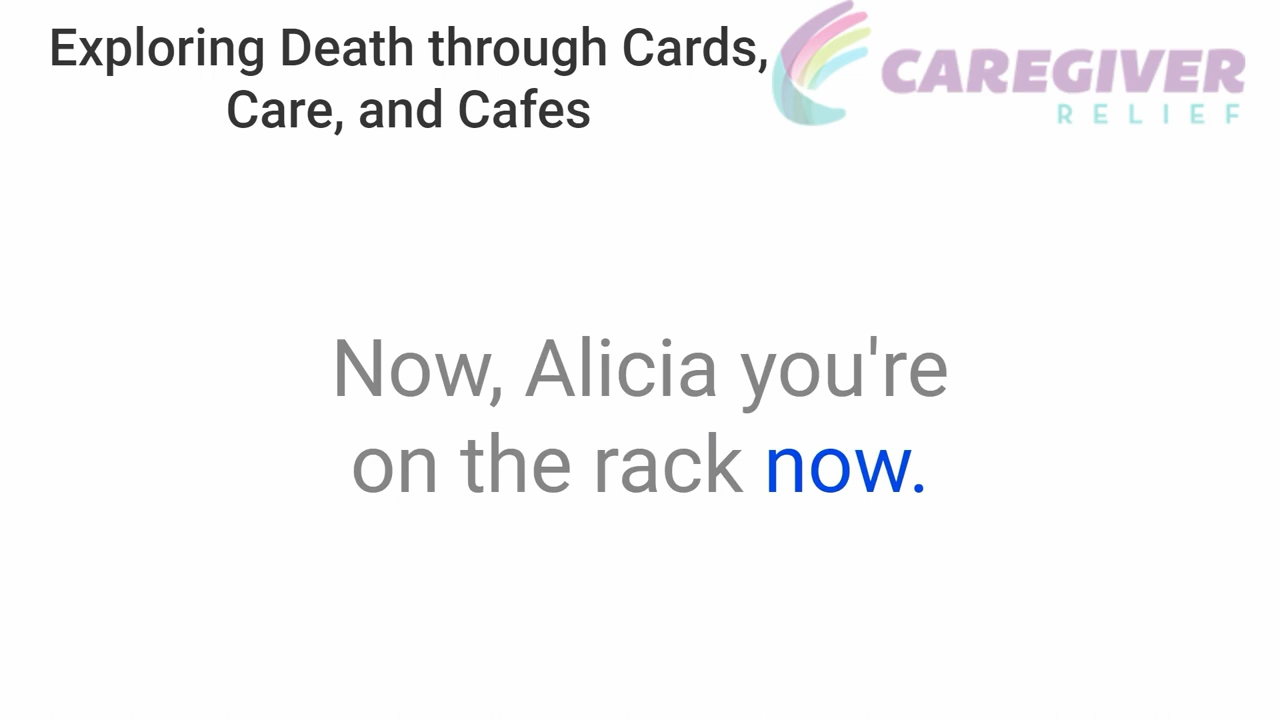 Exploring Death through Cards,
Care, and Cafes
CAREGIVER
RELIEF
Now, Alicia you're
on the rack now.